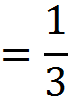 = 1/3